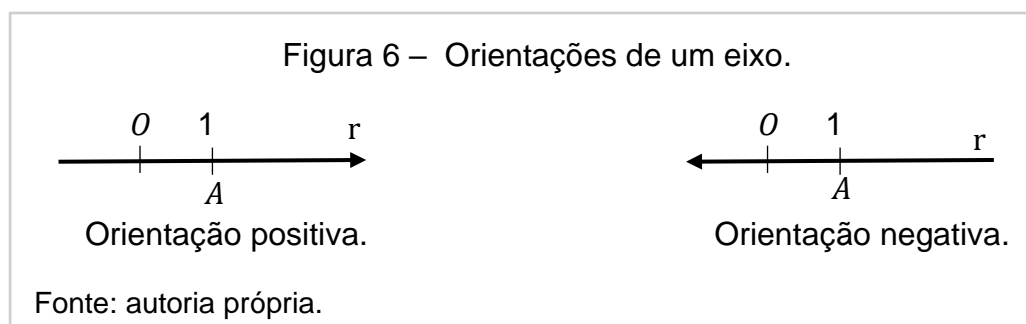 Figura 6 – Orientações de um eixo.
O 1 r
A
O 1 r
A
Orientação positiva.
Orientação negativa.
Fonte: autoria própria.